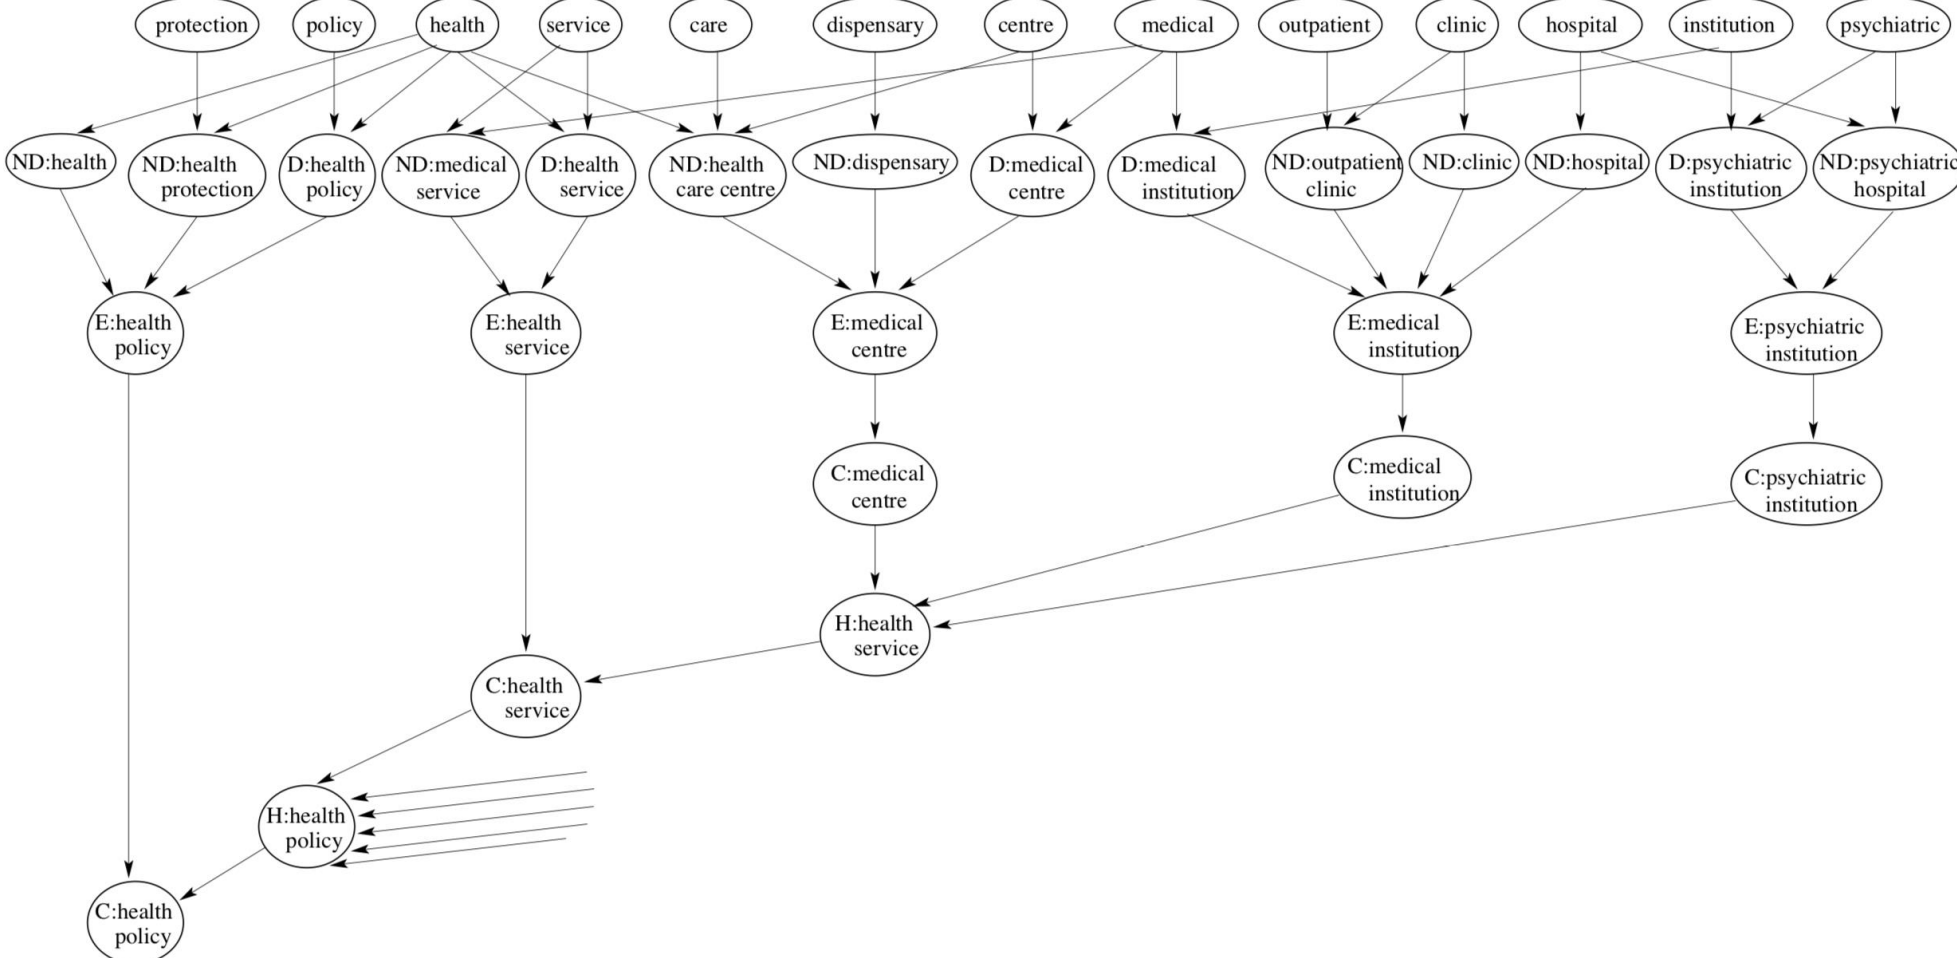 protection policy health service care dispensary centre medical outpatient clinic hospital institution psychiatric
ND:health
ND:health
protection
D:health
policy
ND:medical
service
D:health
service
ND:health
care centre
ND:dispensary
D:medical
centre
D:medical
institution
ND:outpatient
clinic
ND:clinic
ND:hospital
D:psychiatric
institution
ND:psychiatric
hospital
E:health
policy
E:health
service
E:medical
centre
E:medical
institution
E:psychiatric
institution
C:medical
centre
C:medical
institution
C:psychiatric
institution
H:health
service
C:health
service
H:health
policy
C:health
policy